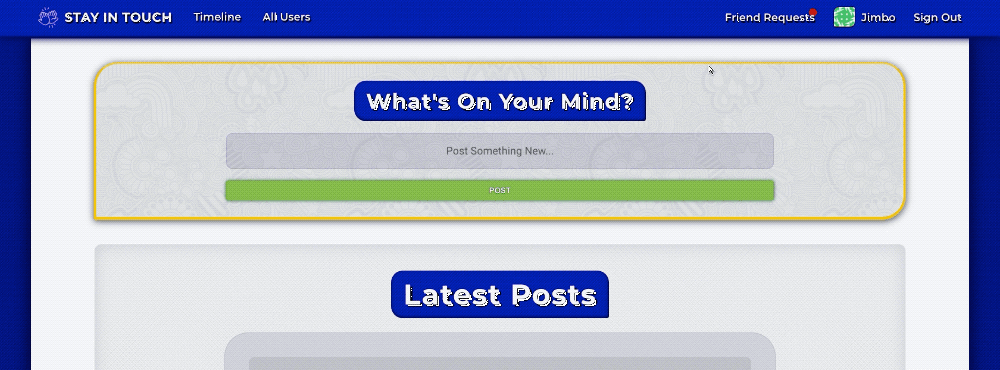 STAY IN TOUCH Timeline All Users Friend Requests Jimbo Sign Out
What's On Your Mind?
Post Something New...
POST
Latest Posts